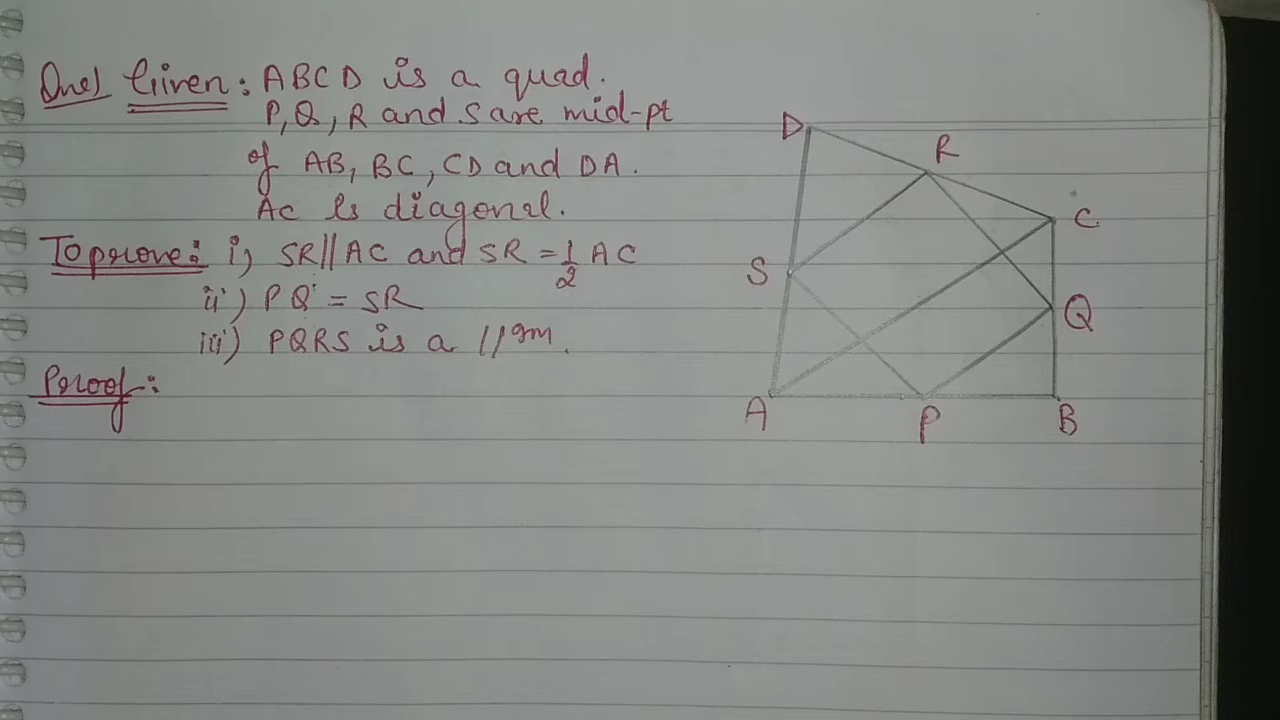 Que1 Given: ABCD is a quad.
P, Q, R and S are mid-pt
of AB, BC, CD and DA.
AC is diagonal.
To prove: i) SR||AC and SR = 1/2 AC
ii) PQ = SR
iii) PQRS is a ||gm.
Proof:
D
R
C
S
Q
A
P
B